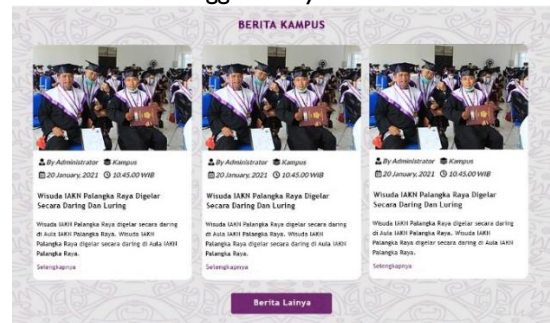 BERITA KAMPUS
By Administrator Kampus
20 January, 2021 10.45.00 WIB
Wisuda IAKN Palangka Raya Digelar
Secara Daring Dan Luring
Wisuda IAKN Palangka Raya digelar secara daring
di Aula IAKN Palangka Raya. Wisuda IAKN
Palangka Raya digelar secara daring di Aula IAKN
Palangka Raya.
Selengkapnya
By Administrator Kampus
20 January, 2021 10.45.00 WIB
Wisuda IAKN Palangka Raya Digelar
Secara Daring Dan Luring
Wisuda IAKN Palangka Raya digelar secara daring
di Aula IAKN Palangka Raya. Wisuda IAKN
Palangka Raya digelar secara daring di Aula IAKN
Palangka Raya.
Selengkapnya
By Administrator Kampus
20 January, 2021 10.45.00 WIB
Wisuda IAKN Palangka Raya Digelar
Secara Daring Dan Luring
Wisuda IAKN Palangka Raya digelar secara daring
di Aula IAKN Palangka Raya. Wisuda IAKN
Palangka Raya digelar secara daring di Aula IAKN
Palangka Raya.
Selengkapnya
Berita Lainya